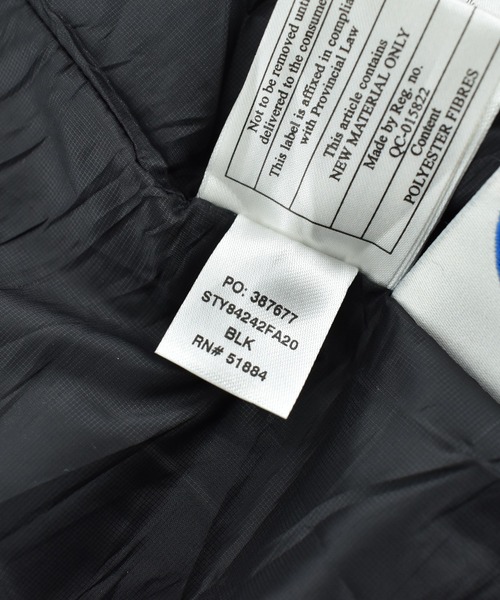 Not to be removed until
delivered to the consume
This label is affixed in complia
with Provincial Law
This article contains
NEW MATERIAL ONLY
Made by Reg. no.
QC-015822
Content
POLYESTER FIBRES
PO: 387677
STY84242FA20
BLK
RN# 51884